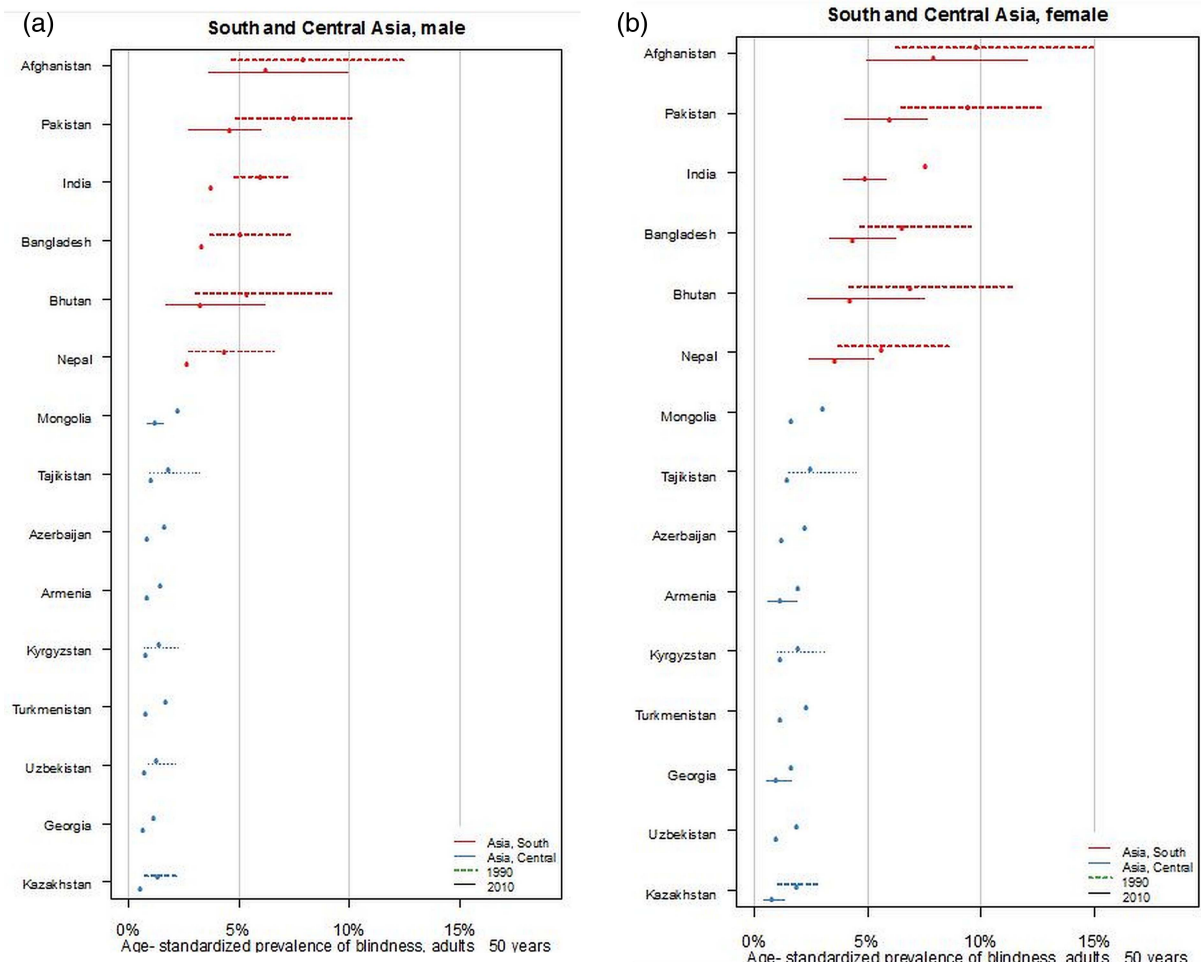 (a)
South and Central Asia, male
Afghanistan
Pakistan
India
Bangladesh
Bhutan
Nepal
Mongolia
Tajikistan
Azerbaijan
Armenia
Kyrgyzstan
Turkmenistan
Uzbekistan
Georgia
Kazakhstan
Asia, South
Asia, Central
1990
2010
0% 5% 10% 15%
Age- standardized prevalence of blindness, adults 50 years
(b)
South and Central Asia, female
Afghanistan
Pakistan
India
Bangladesh
Bhutan
Nepal
Mongolia
Tajikistan
Azerbaijan
Armenia
Kyrgyzstan
Turkmenistan
Georgia
Uzbekistan
Kazakhstan
Asia, South
Asia, Central
1990
2010
0% 5% 10% 15%
Age- standardized prevalence of blindness, adults 50 years